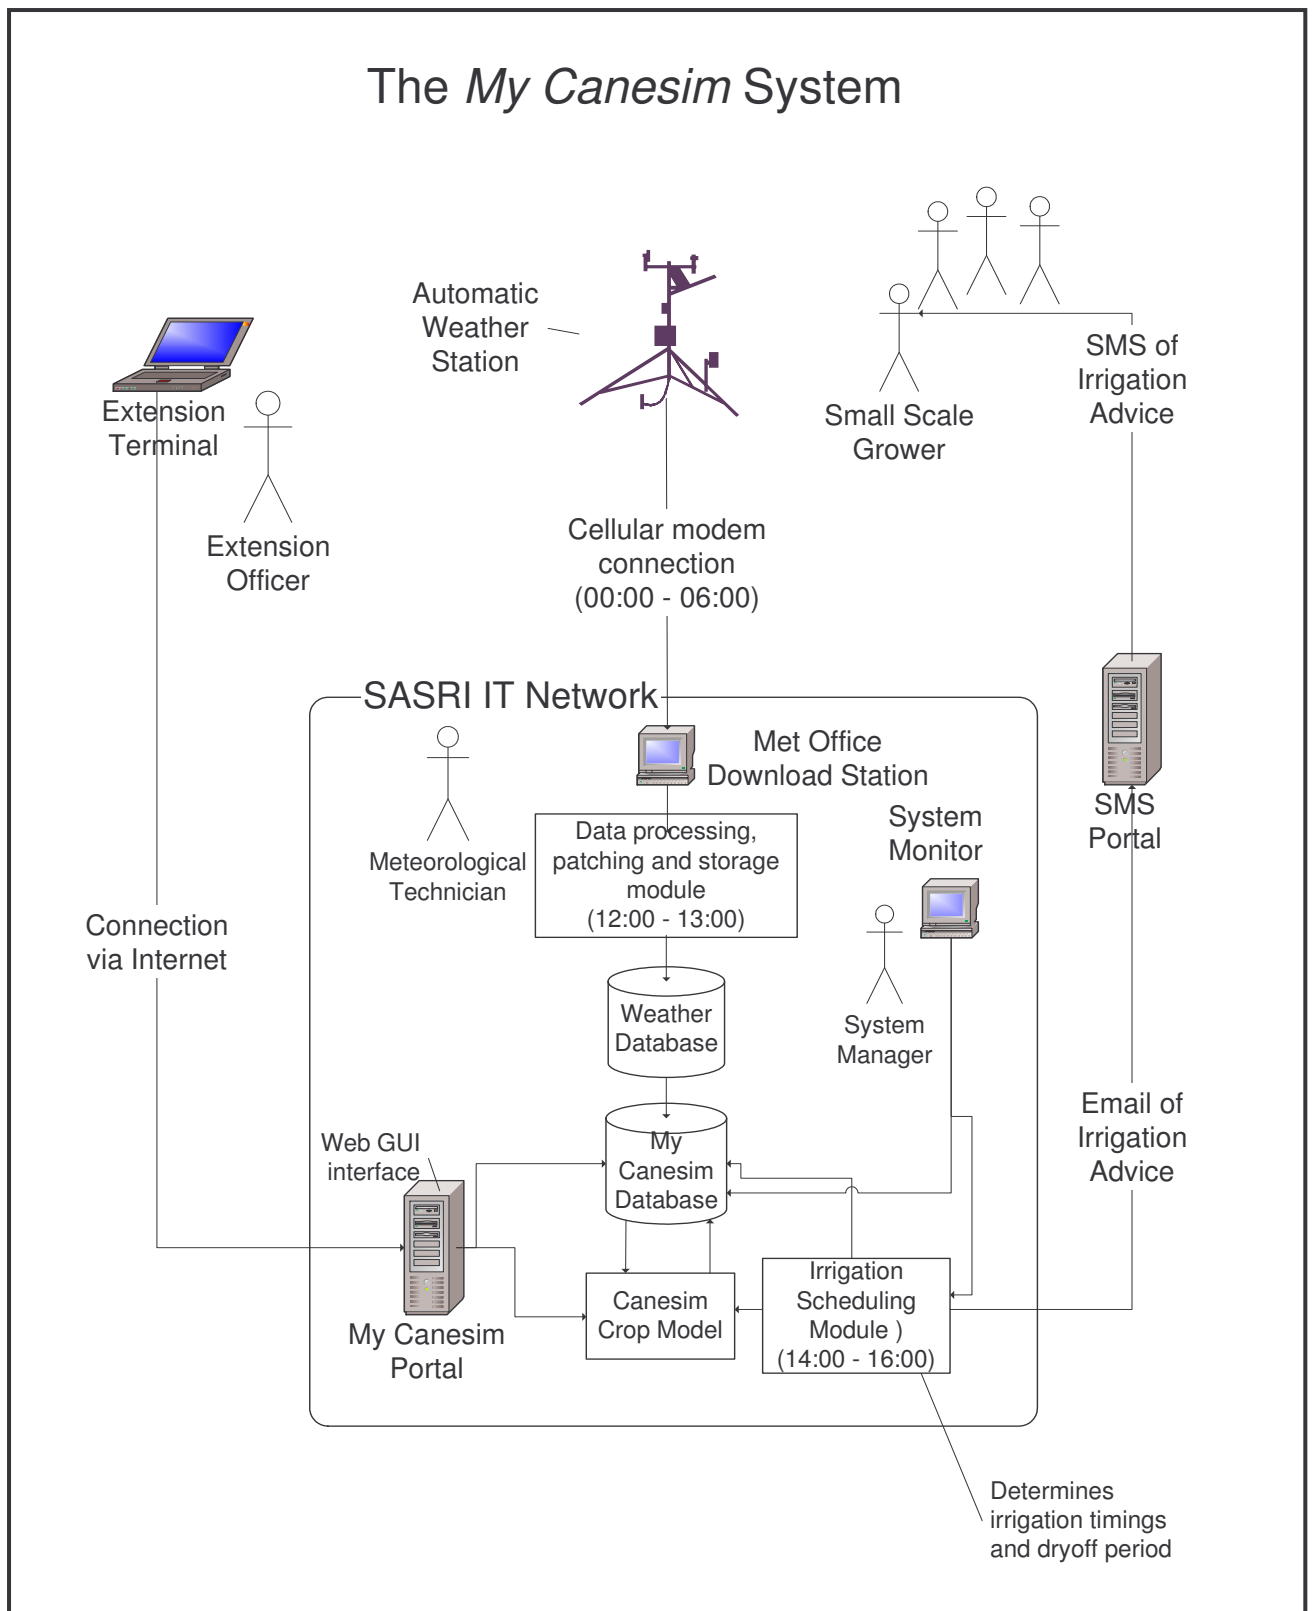 The My Canesim System
Automatic
Weather
Station
Extension
Terminal
Extension
Officer
Small Scale
Grower
SMS of
Irrigation
Advice
Cellular modem
connection
(00:00 - 06:00)
SASRI IT Network
Met Office
Download Station
Meteorological
Technician
Data processing,
patching and storage
module
(12:00 - 13:00)
System
Monitor
SMS
Portal
Connection
via Internet
Weather
Database
System
Manager
Web GUI
interface
My
Canesim
Database
Email of
Irrigation
Advice
My Canesim
Portal
Canesim
Crop Model
Irrigation
Scheduling
Module )
(14:00 - 16:00)
Determines
irrigation timings
and dryoff period